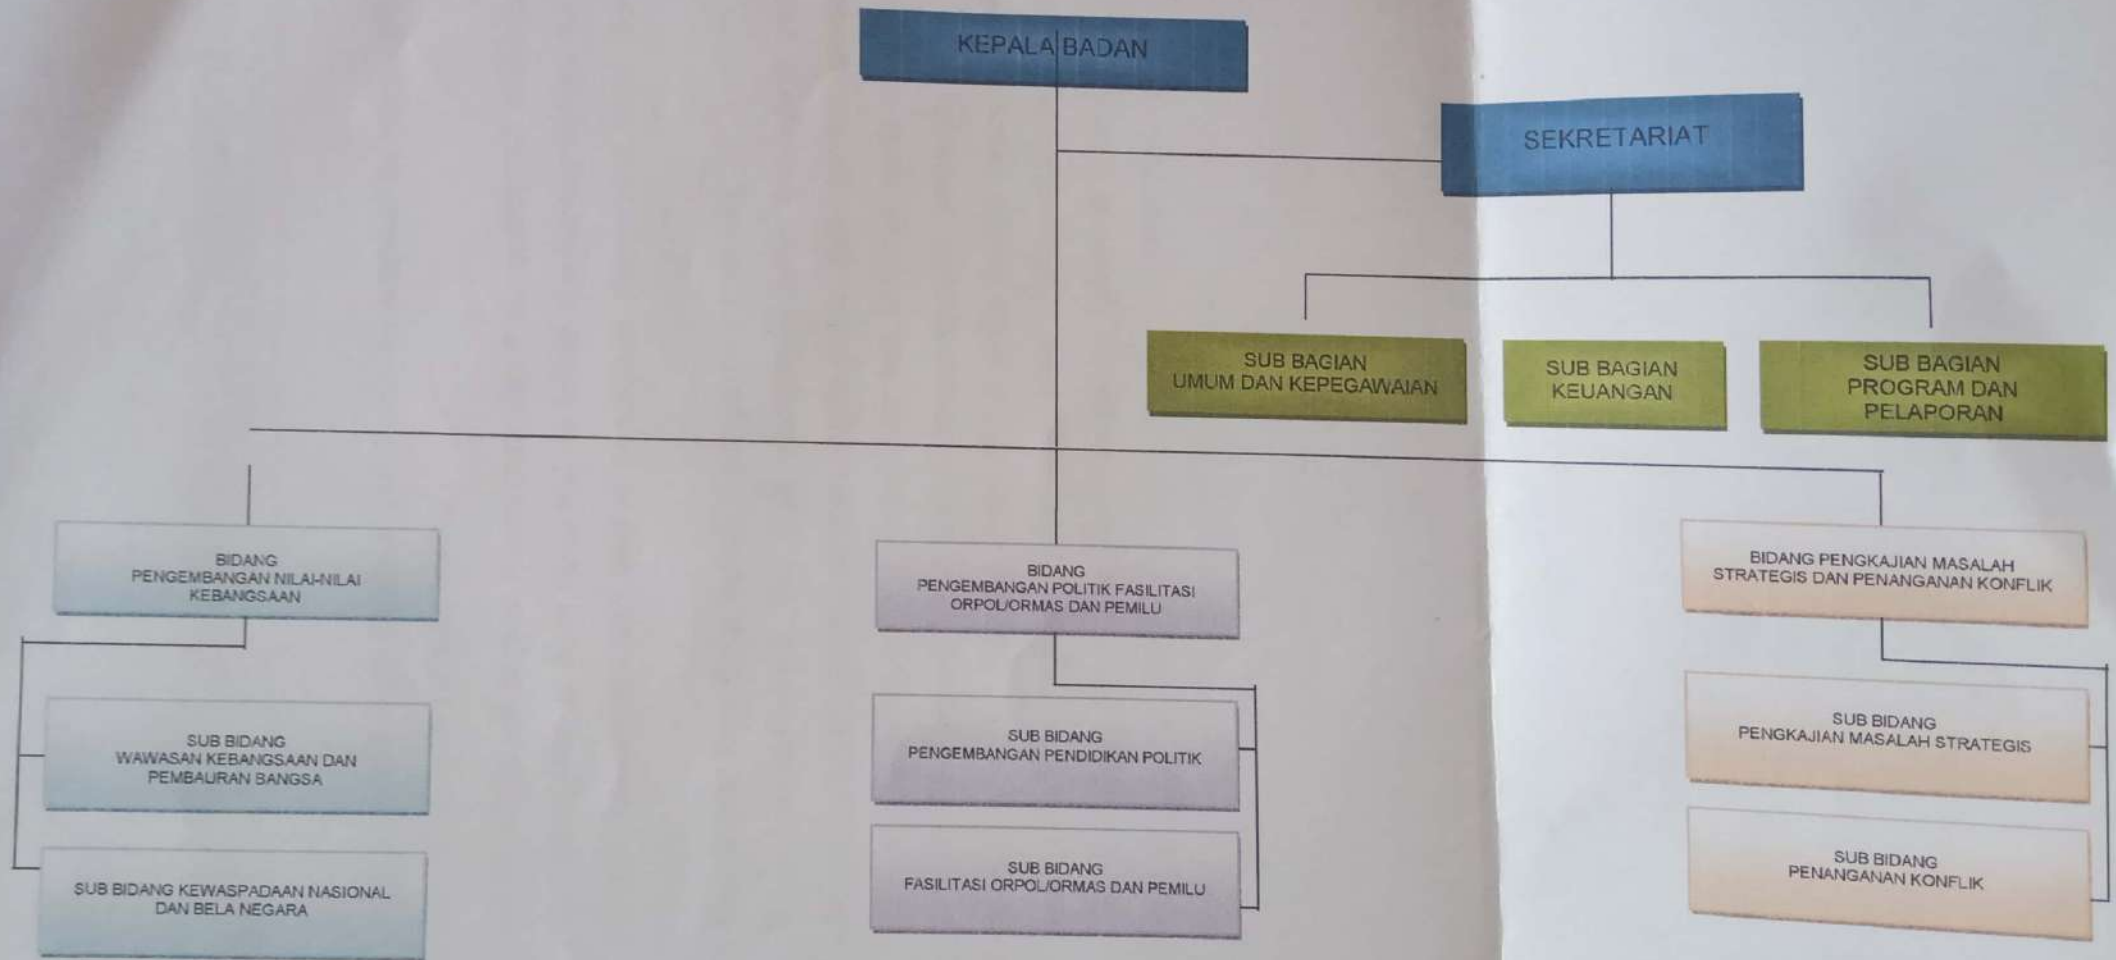 KEPALA BADAN
SEKRETARIAT
SUB BAGIAN
UMUM DAN KEPEGAWAIAN
SUB BAGIAN
KEUANGAN
SUB BAGIAN
PROGRAM DAN
PELAPORAN
BIDANG
PENGEMBANGAN NILAI-NILAI
KEBANGSAAN
BIDANG
PENGEMBANGAN POLITIK FASILITASI
ORPOL/ORMAS DAN PEMILU
BIDANG PENGKAJIAN MASALAH
STRATEGIS DAN PENANGANAN KONFLIK
SUB BIDANG
WAWASAN KEBANGSAAN DAN
PEMBAURAN BANGSA
SUB BIDANG
PENGEMBANGAN PENDIDIKAN POLITIK
SUB BIDANG
PENGKAJIAN MASALAH STRATEGIS
SUB BIDANG KEWASPADAAN NASIONAL
DAN BELA NEGARA
SUB BIDANG
FASILITASI ORPOL/ORMAS DAN PEMILU
SUB BIDANG
PENANGANAN KONFLIK